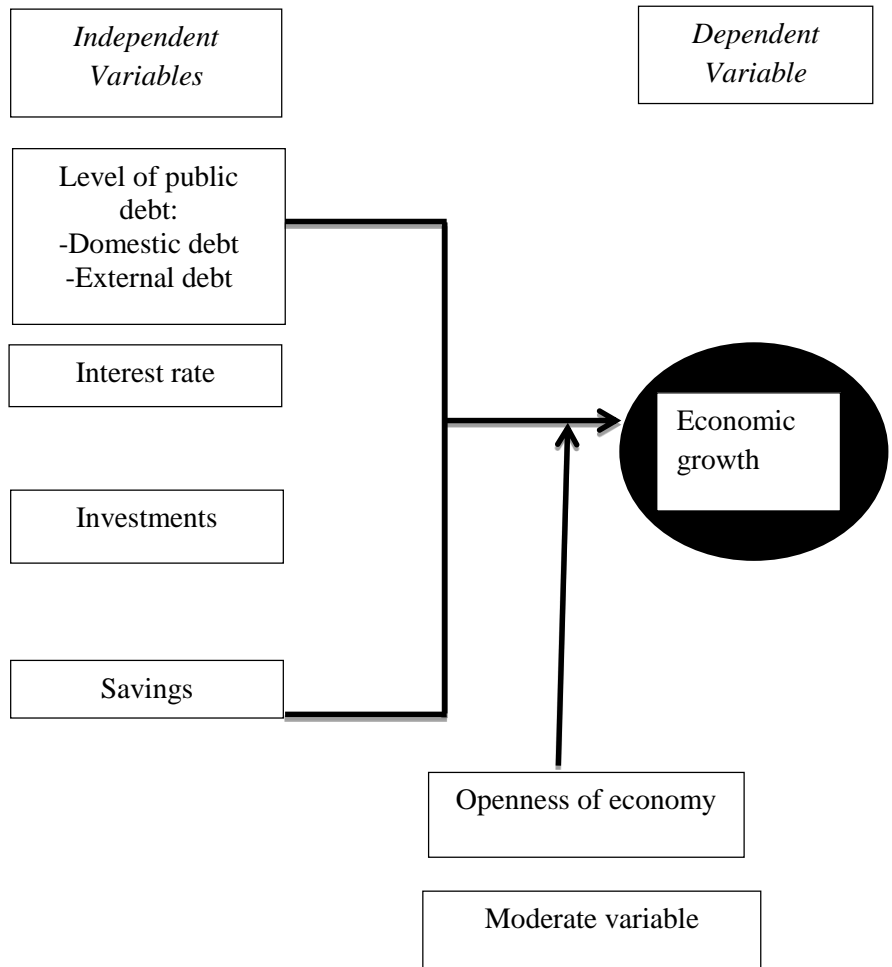 Independent
Variables
Dependent
Variable
Level of public
debt:
-Domestic debt
-External debt
Interest rate
Economic
growth
Investments
Savings
Openness of economy
Moderate variable